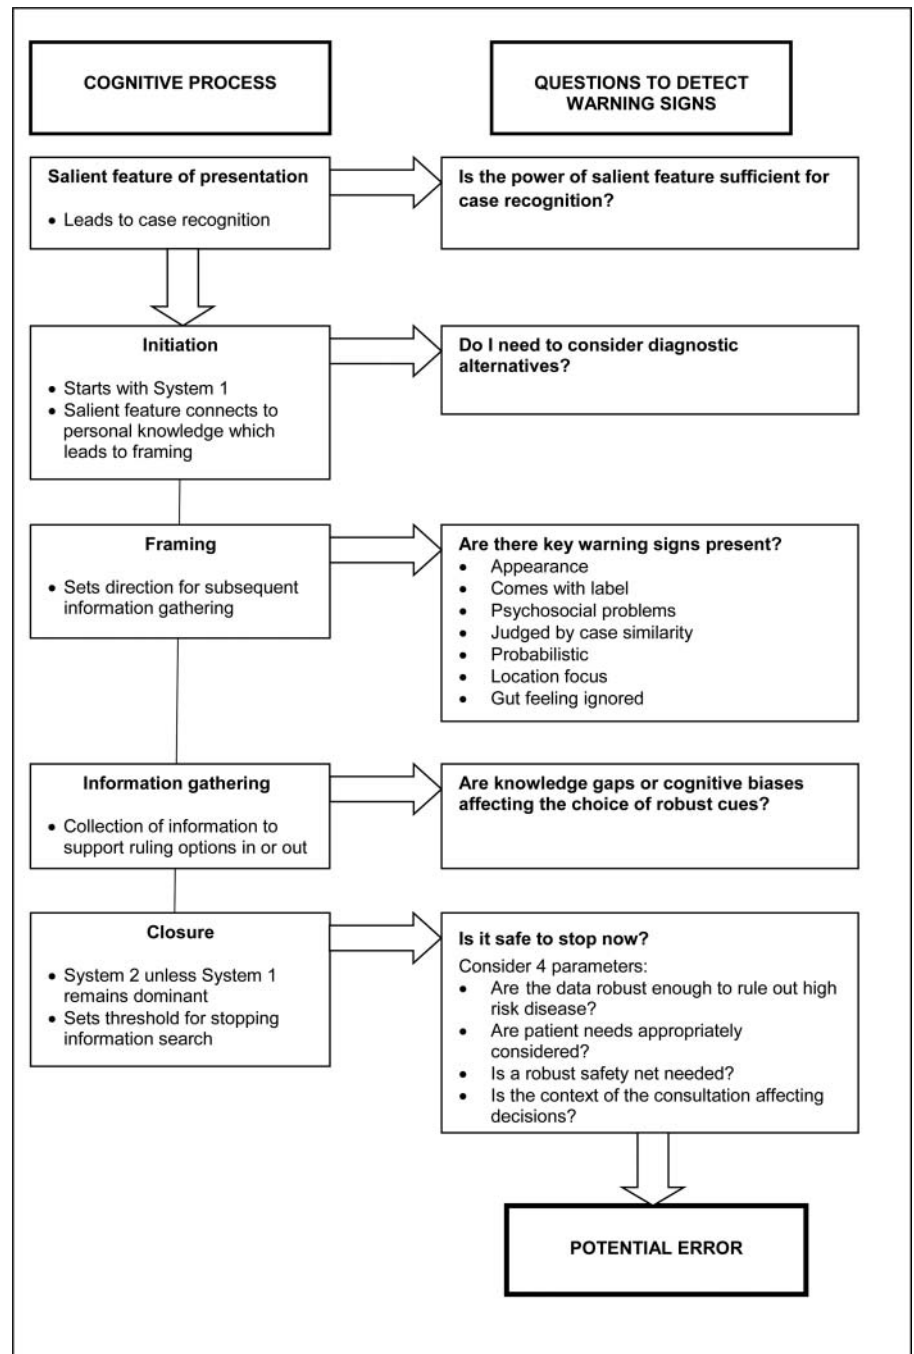 COGNITIVE PROCESS
QUESTIONS TO DETECT
WARNING SIGNS
Salient feature of presentation
• Leads to case recognition
Is the power of salient feature sufficient for
case recognition?
Initiation
• Starts with System 1
• Salient feature connects to
personal knowledge which
leads to framing
Do I need to consider diagnostic
alternatives?
Framing
• Sets direction for subsequent
information gathering
Are there key warning signs present?
• Appearance
• Comes with label
• Psychosocial problems
• Judged by case similarity
• Probabilistic
• Location focus
• Gut feeling ignored
Information gathering
• Collection of information to
support ruling options in or out
Are knowledge gaps or cognitive biases
affecting the choice of robust cues?
Closure
• System 2 unless System 1
remains dominant
• Sets threshold for stopping
information search
Is it safe to stop now?
Consider 4 parameters:
• Are the data robust enough to rule out high
risk disease?
• Are patient needs appropriately
considered?
• Is a robust safety net needed?
• Is the context of the consultation affecting
decisions?
POTENTIAL ERROR